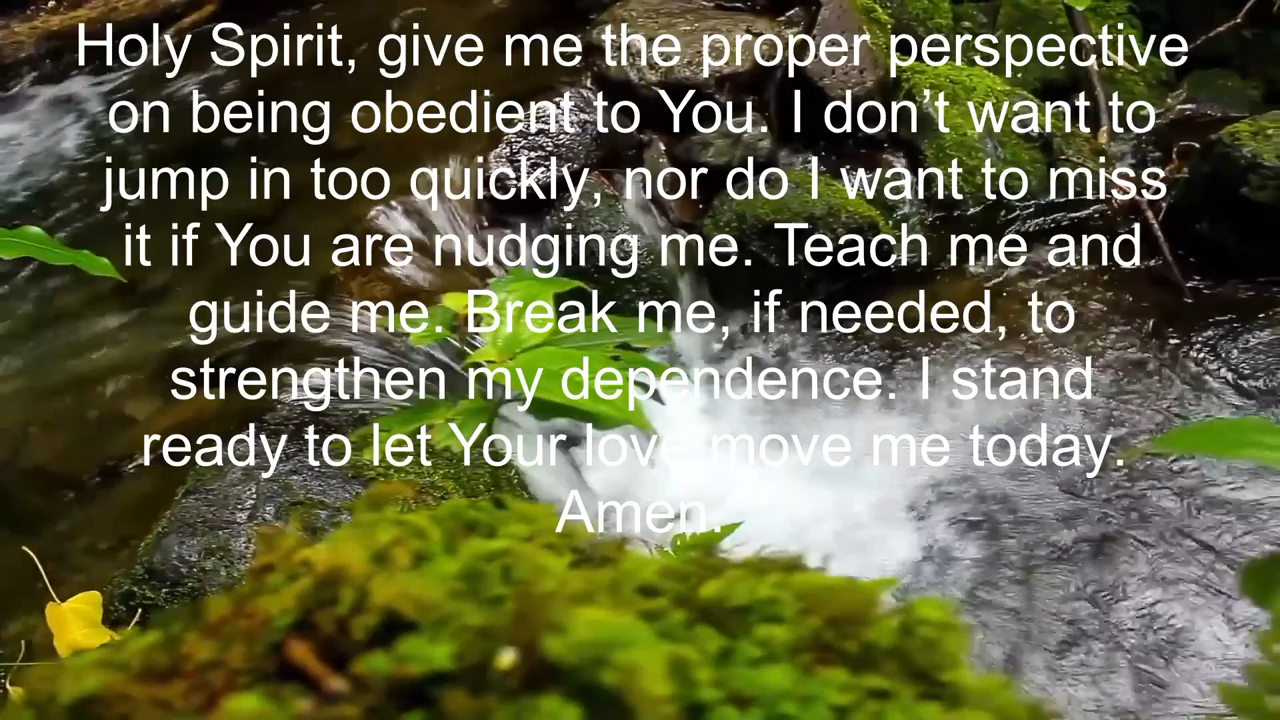 Holy Spirit, give me the proper perspective
on being obedient to You. I don’t want to
jump in too quickly, nor do I want to miss
it if You are nudging me. Teach me and
guide me. Break me, if needed, to
strengthen my dependence. I stand
ready to let Your love move me today.
Amen.